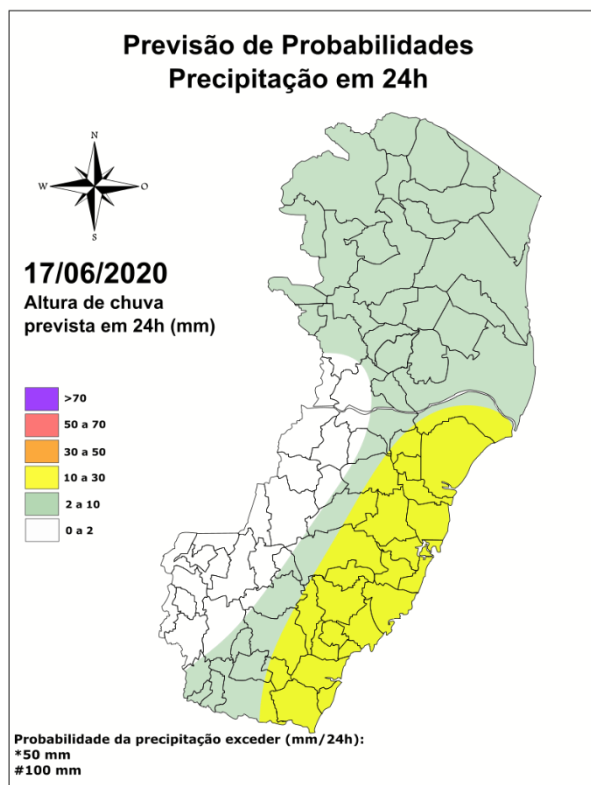 Previsão de Probabilidades
Precipitação em 24h
N
W
O
S
17/06/2020
Altura de chuva
prevista em 24h (mm)
>70
50 a 70
30 a 50
10 a 30
2 a 10
0 a 2
Probabilidade da precipitação exceder (mm/24h):
*50 mm
#100 mm